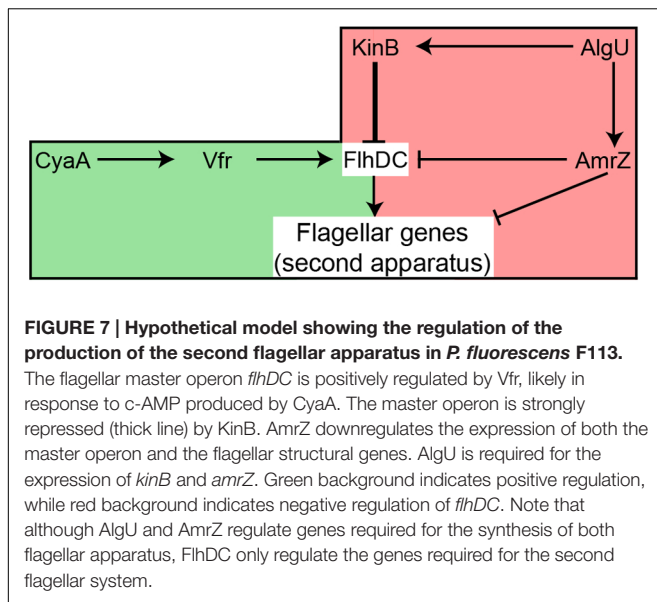 KinB AlgU
CyaA Vfr FlhDC AmrZ
Flagellar genes
(second apparatus)
FIGURE 7 | Hypothetical model showing the regulation of the
production of the second flagellar apparatus in P. fluorescens F113.
The flagellar master operon flhDC is positively regulated by Vfr, likely in
response to c-AMP produced by CyaA. The master operon is strongly
repressed (thick line) by KinB. AmrZ downregulates the expression of both the
master operon and the flagellar structural genes. AlgU is required for the
expression of kinB and amrZ. Green background indicates positive regulation,
while red background indicates negative regulation of flhDC. Note that
although AlgU and AmrZ regulate genes required for the synthesis of both
flagellar apparatus, FlhDC only regulate the genes required for the second
flagellar system.